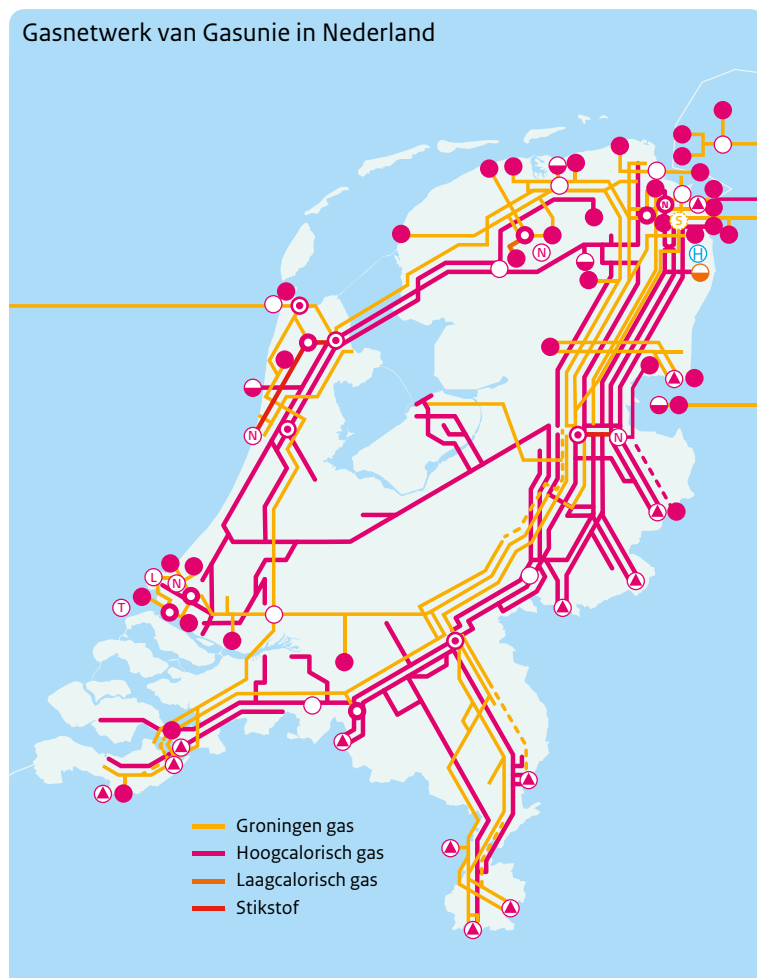 Gasnetwerk van Gasunie in Nederland
N
S
N
H
N
N
L
N
T
Groningen gas
Hoogcalorisch gas
Laagcalorisch gas
Stikstof